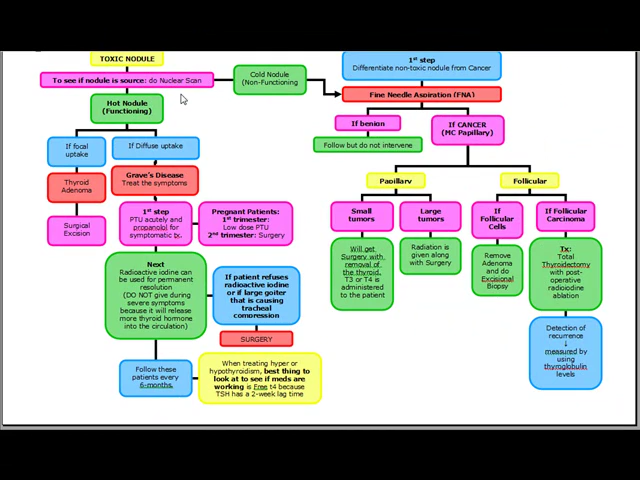 TOXIC NODULE
To see if nodule is source: do Nuclear Scan
Cold Nodule
(Non-Functioning
1st step
Differentiate non-toxic nodule from Cancer
Fine Needle Aspiration (FNA)
Hot Nodule
(Functioning)
If benign
Follow but do not intervene
If CANCER
(MC Papillary)
If focal
uptake
If Diffuse uptake
Thyroid
Adenoma
Surgical
Excision
Grave's Disease
Treat the symptoms
1st step
PTU acutely and
propanolol for
symptomatic tx.
Pregnant Patients:
1st trimester:
Low dose PTU
2nd trimester: Surgery
Next
Radioactive iodine can
be used for permanent
resolution
(DO NOT give during
severe symptoms
because it will release
more thyroid hormone
into the circulation)
If patient refuses
radioactive iodine
or if large goiter
that is causing
tracheal
compression
SURGERY
Follow these
patients every
6-months.
When treating hyper or
hypothyroidism, best thing to
look at to see if meds are
working is Free t4 because
TSH has a 2-week lag time
Papillary
Follicular
Small
tumors
Large
tumors
If
Follicular
Cells
If Follicular
Carcinoma
Will get
Surgery with
removal of
the thyroid.
T3 or T4 is
administered
to the patient
Radiation is
given along
with Surgery
Remove
Adenoma
and do
Excisional
Biopsy
Tx:
Total
Thyroidectomy
with post-
operative
radioiodine
ablation
Detection of
recurrence
↓
measured by
using
thyroglobulin
levels